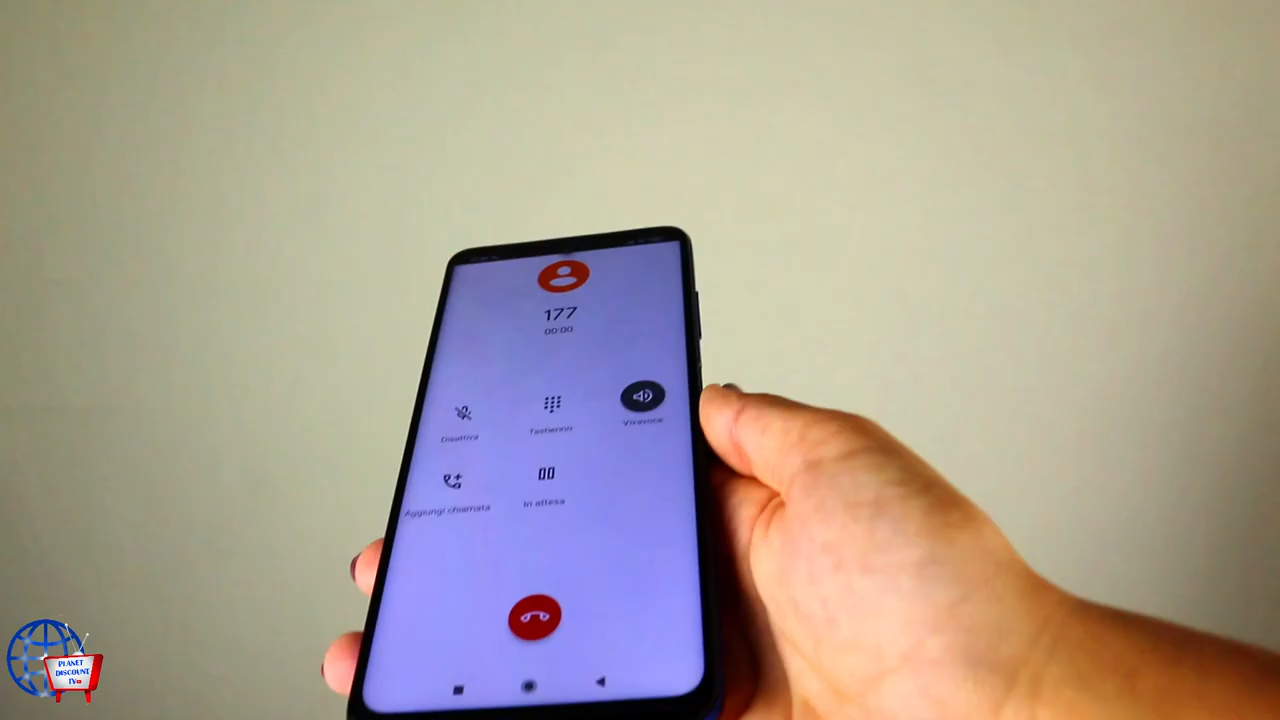 177
00:00
Disattiva
Tastierino
Vivavoce
Aggiungi chiamata
In attesa
PLANET
DISCOUNT
TV